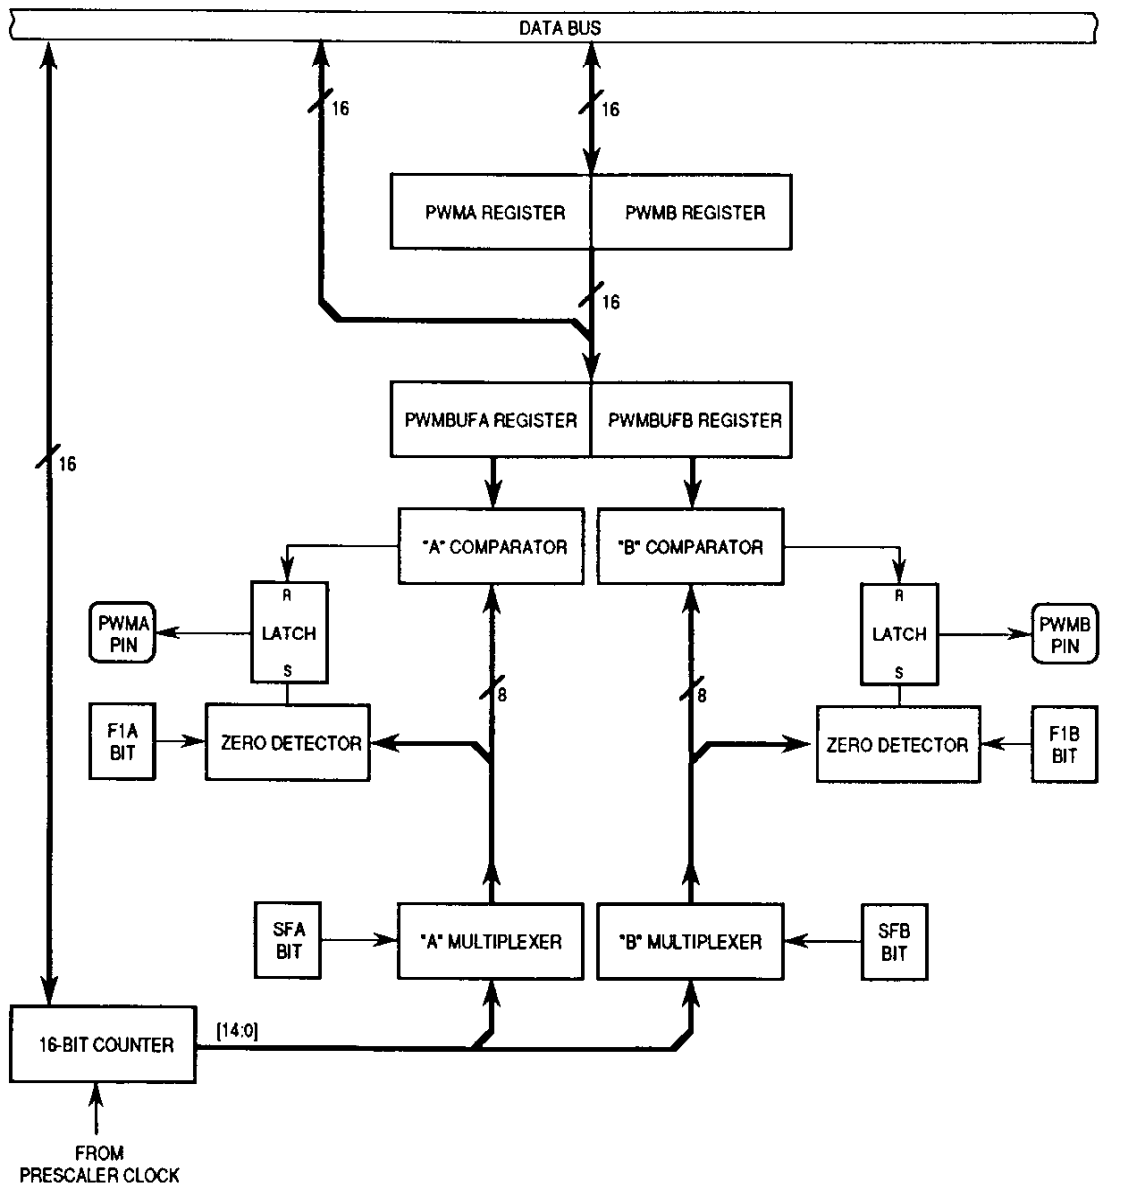 DATA BUS
16
16
PWMA REGISTER
PWMB REGISTER
16
PWMBUFA REGISTER
PWMBUFB REGISTER
16
"A" COMPARATOR
"B" COMPARATOR
R
LATCH
S
R
LATCH
S
PWMA
PIN
PWMB
PIN
8
8
F1A
BIT
ZERO DETECTOR
ZERO DETECTOR
F1B
BIT
SFA
BIT
"A" MULTIPLEXER
"B" MULTIPLEXER
SFB
BIT
16-BIT COUNTER
[14:0]
FROM
PRESCALER CLOCK